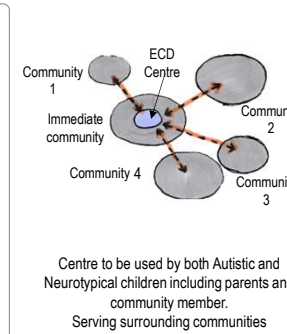 ECD
Centre
Community
1
Immediate
community
2
Community 4
3
Centre to be used by both Autistic and
Neurotypical children including parents
community member.
Serving surrounding communities